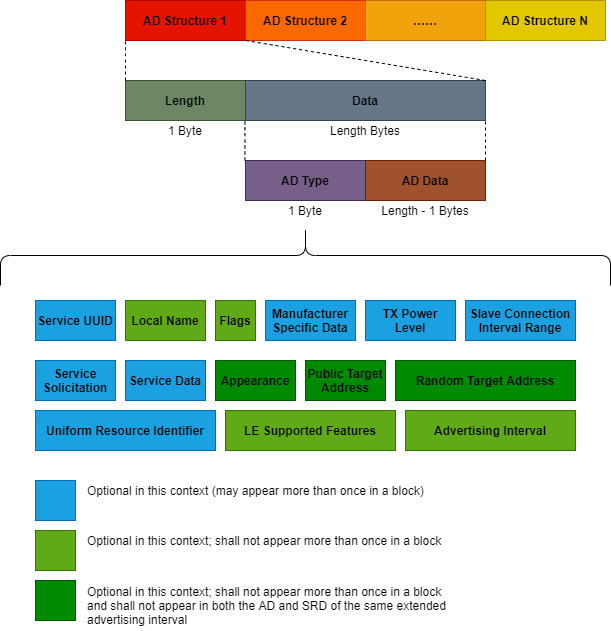 AD Structure 1 AD Structure 2 ...... AD Structure N
Length Data
1 Byte Length Bytes
AD Type AD Data
1 Byte Length - 1 Bytes
Service UUID Local Name Flags Manufacturer Specific Data TX Power Level Slave Connection Interval Range
Service Solicitation Service Data Appearance Public Target Address Random Target Address
Uniform Resource Identifier LE Supported Features Advertising Interval
Optional in this context (may appear more than once in a block)
Optional in this context; shall not appear more than once in a block
Optional in this context; shall not appear more than once in a block
and shall not appear in both the AD and SRD of the same extended
advertising interval